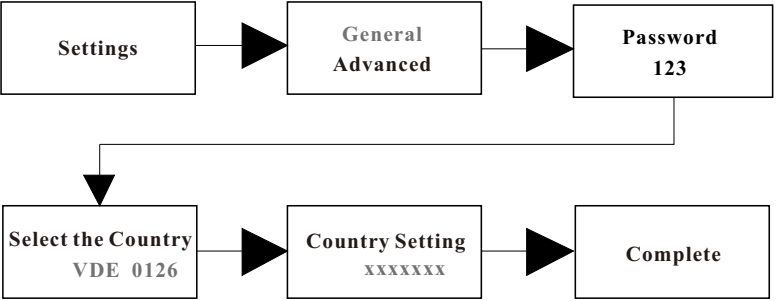 Settings
General
Advanced
Password
123
Select the Country
VDE 0126
Country Setting
xxxxxxx
Complete